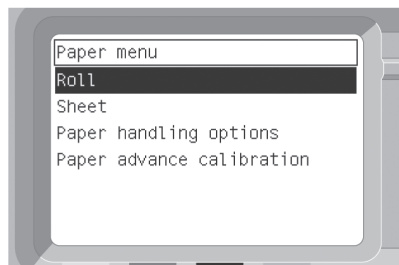 Paper menu
Roll
Sheet
Paper handling options
Paper advance calibration